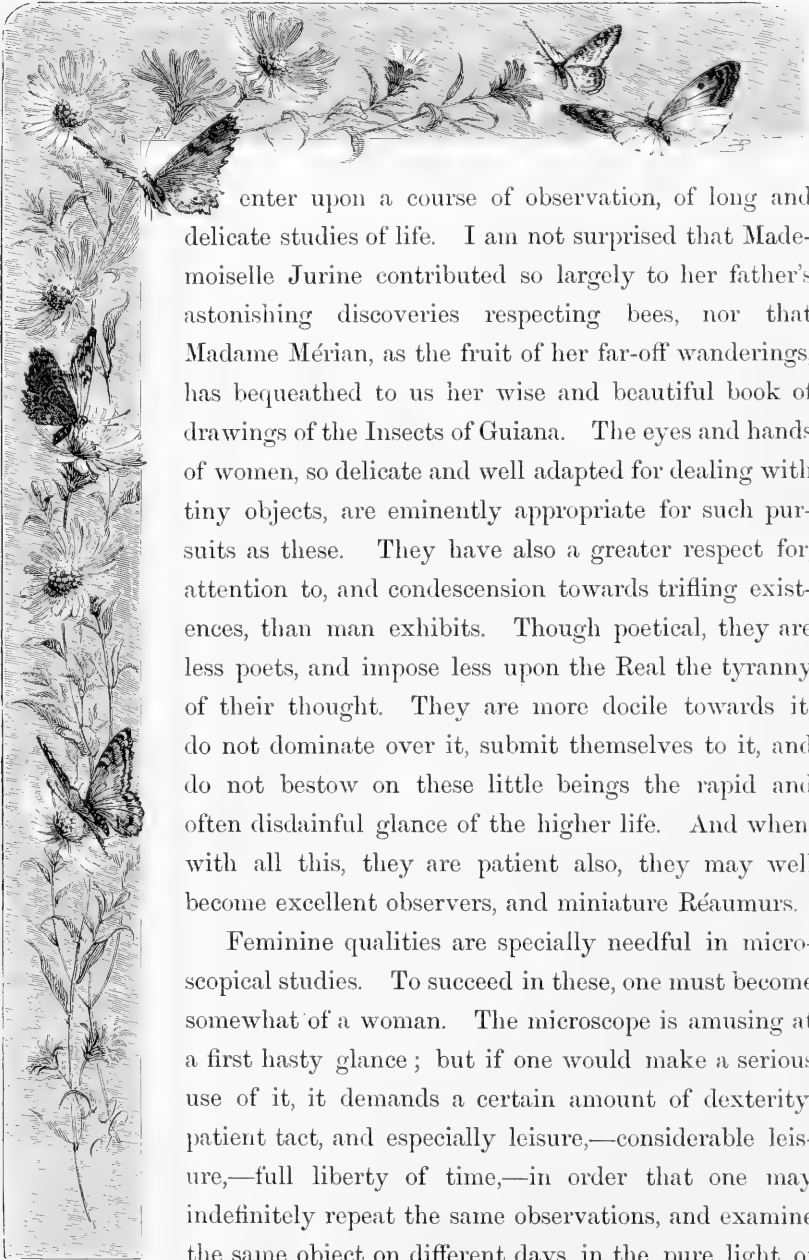 enter upon a course of observation, of long and
delicate studies of life. I am not surprised that Made-
moiselle Jurine contributed so largely to her father's
astonishing discoveries respecting bees, nor that
Madame Mérian, as the fruit of her far-off wanderings
has bequeathed to us her wise and beautiful book of
drawings of the Insects of Guiana. The eyes and hands
of women, so delicate and well adapted for dealing with
tiny objects, are eminently appropriate for such pur-
suits as these. They have also a greater respect for
attention to, and condescension towards trifling exist-
ences, than man exhibits. Though poetical, they are
less poets, and impose less upon the Real the tyranny
of their thought. They are more docile towards it
do not dominate over it, submit themselves to it, and
do not bestow on these little beings the rapid and
often disdainful glance of the higher life. And when
with all this, they are patient also, they may well
become excellent observers, and miniature Réaumurs.
Feminine qualities are specially needful in micro-
scopical studies. To succeed in these, one must become
somewhat of a woman. The microscope is amusing at
a first hasty glance; but if one would make a serious
use of it, it demands a certain amount of dexterity
patient tact, and especially leisure,—considerable leis-
ure,—full liberty of time,—in order that one may
indefinitely repeat the same observations, and examine
the same object on different days, in the pure light of